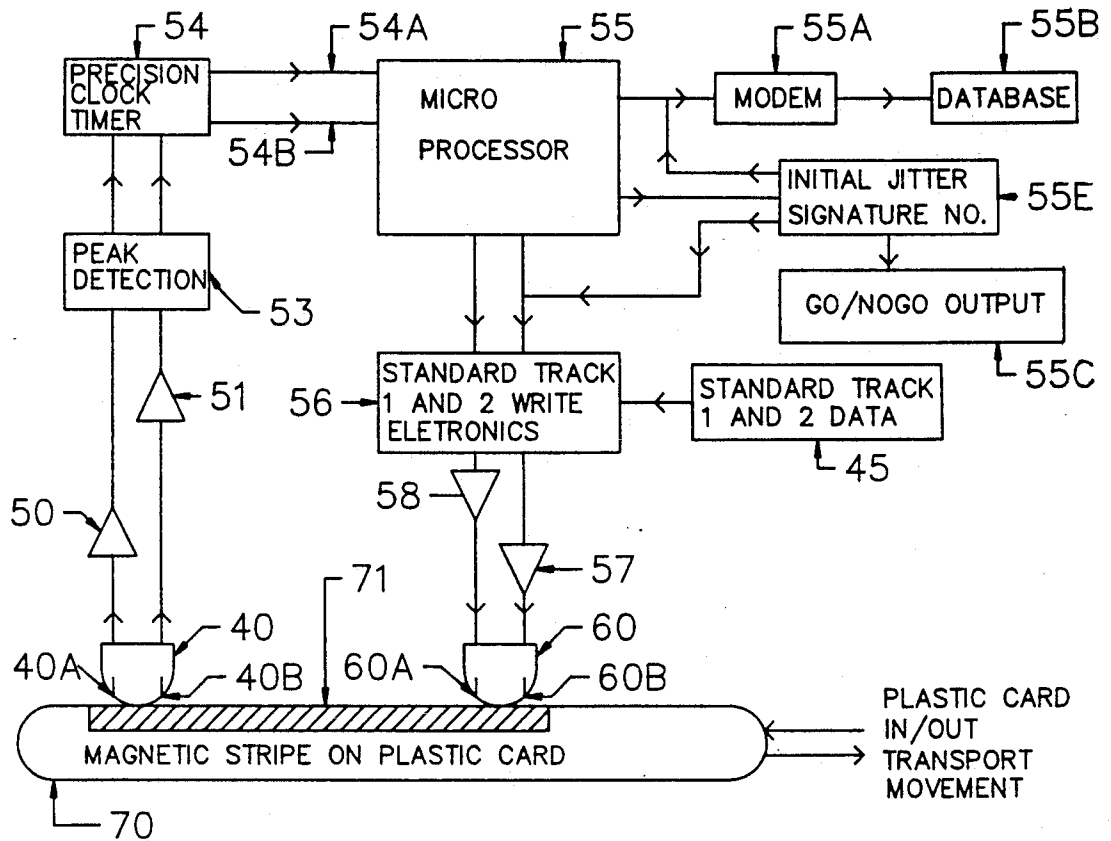 54
54A
55
55A
55B
PRECISION
CLOCK
TIMER
MICRO
PROCESSOR
MODEM
DATABASE
54B
INITIAL JITTER
SIGNATURE NO.
55E
PEAK
DETECTION
53
GO/NOGO OUTPUT
55C
51
56
STANDARD TRACK
1 AND 2 WRITE
ELETRONICS
STANDARD TRACK
1 AND 2 DATA
45
58
50
57
71
40
60
40A
40B
60A
60B
PLASTIC CARD
IN/OUT
TRANSPORT
MOVEMENT
MAGNETIC STRIPE ON PLASTIC CARD
70